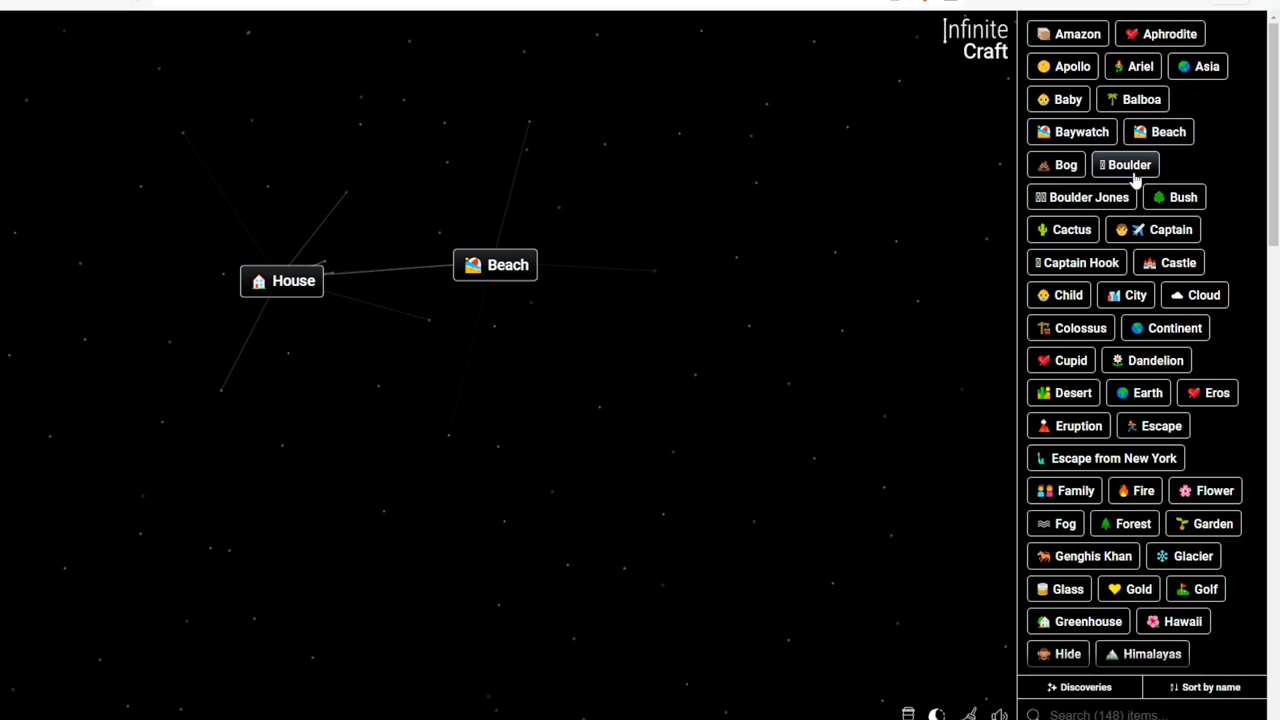 Infinite
Craft
House
Beach
Amazon Aphrodite
Apollo Ariel Asia
Baby Balboa
Baywatch Beach
Bog Boulder
Boulder Jones Bush
Cactus Captain
Captain Hook Castle
Child City Cloud
Colossus Continent
Cupid Dandelion
Desert Earth Eros
Eruption Escape
Escape from New York
Family Fire Flower
Fog Forest Garden
Genghis Khan Glacier
Glass Gold Golf
Greenhouse Hawaii
Hide Himalayas
Discoveries Sort by name
Search (148) items...